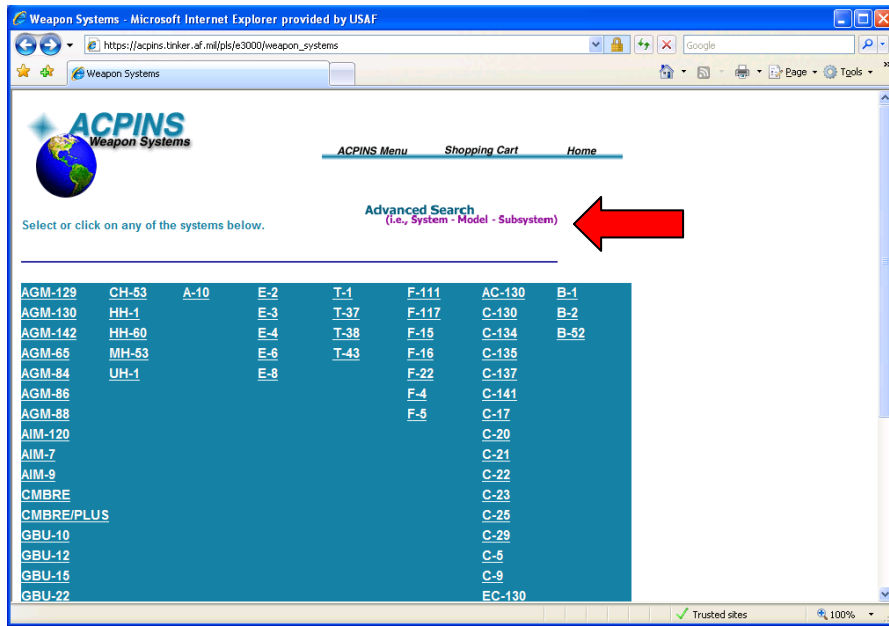 Weapon Systems - Microsoft Internet Explorer provided by USAF
https://acpins.tinker.af.mil/pls/e3000/weapon_systems
Google
Weapon Systems
Page Tools
ACPINS
Weapon Systems
ACPINS Menu Shopping Cart Home
Advanced Search
(i.e., System - Model - Subsystem)
Select or click on any of the systems below.
AGM-129 CH-53 A-10 E-2 T-1 F-111 AC-130 B-1
AGM-130 HH-1 E-3 T-37 F-117 C-130 B-2
AGM-142 HH-60 E-4 T-38 F-15 C-134 B-52
AGM-65 MH-53 E-6 T-43 F-16 C-135
AGM-84 UH-1 E-8 F-22 C-137
AGM-86 F-4 C-141
AGM-88 F-5 C-17
AIM-120 C-20
AIM-7 C-21
AIM-9 C-22
CMBRE C-23
CMBRE/PLUS C-25
GBU-10 C-29
GBU-12 C-5
GBU-15 C-9
GBU-22 EC-130
Trusted sites 100%